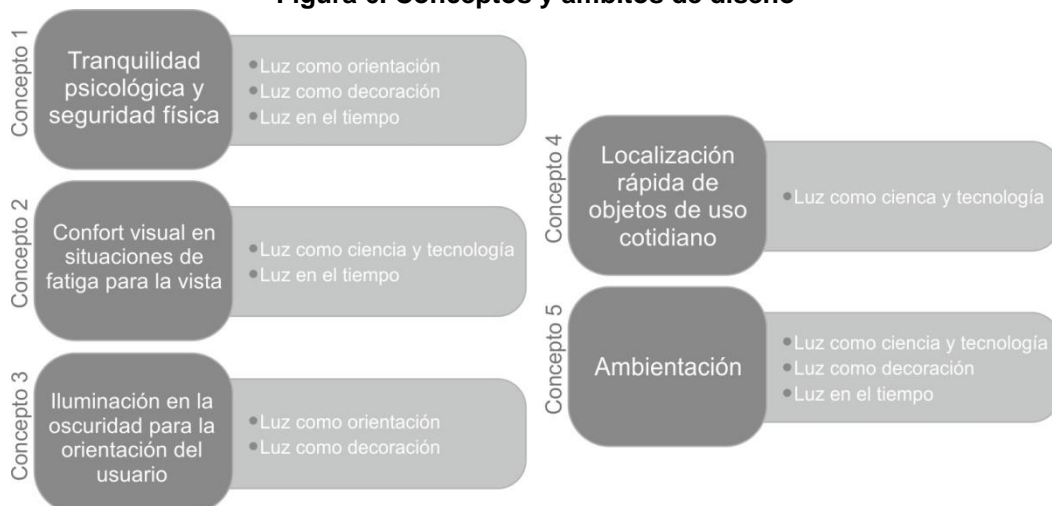 Figura 6. Conceptos y ámbitos de diseño
Concepto 1
Tranquilidad
psicológica y
seguridad física
Luz como orientación
Luz como decoración
Luz en el tiempo
Concepto 2
Confort visual en
situaciones de
fatiga para la vista
Luz como ciencia y tecnología
Luz en el tiempo
Concepto 3
Iluminación en la
oscuridad para la
orientación del
usuario
Luz como orientación
Luz como decoración
Concepto 4
Localización
rápida de
objetos de uso
cotidiano
Luz como cienca y tecnología
Concepto 5
Ambientación
Luz como ciencia y tecnología
Luz como decoración
Luz en el tiempo